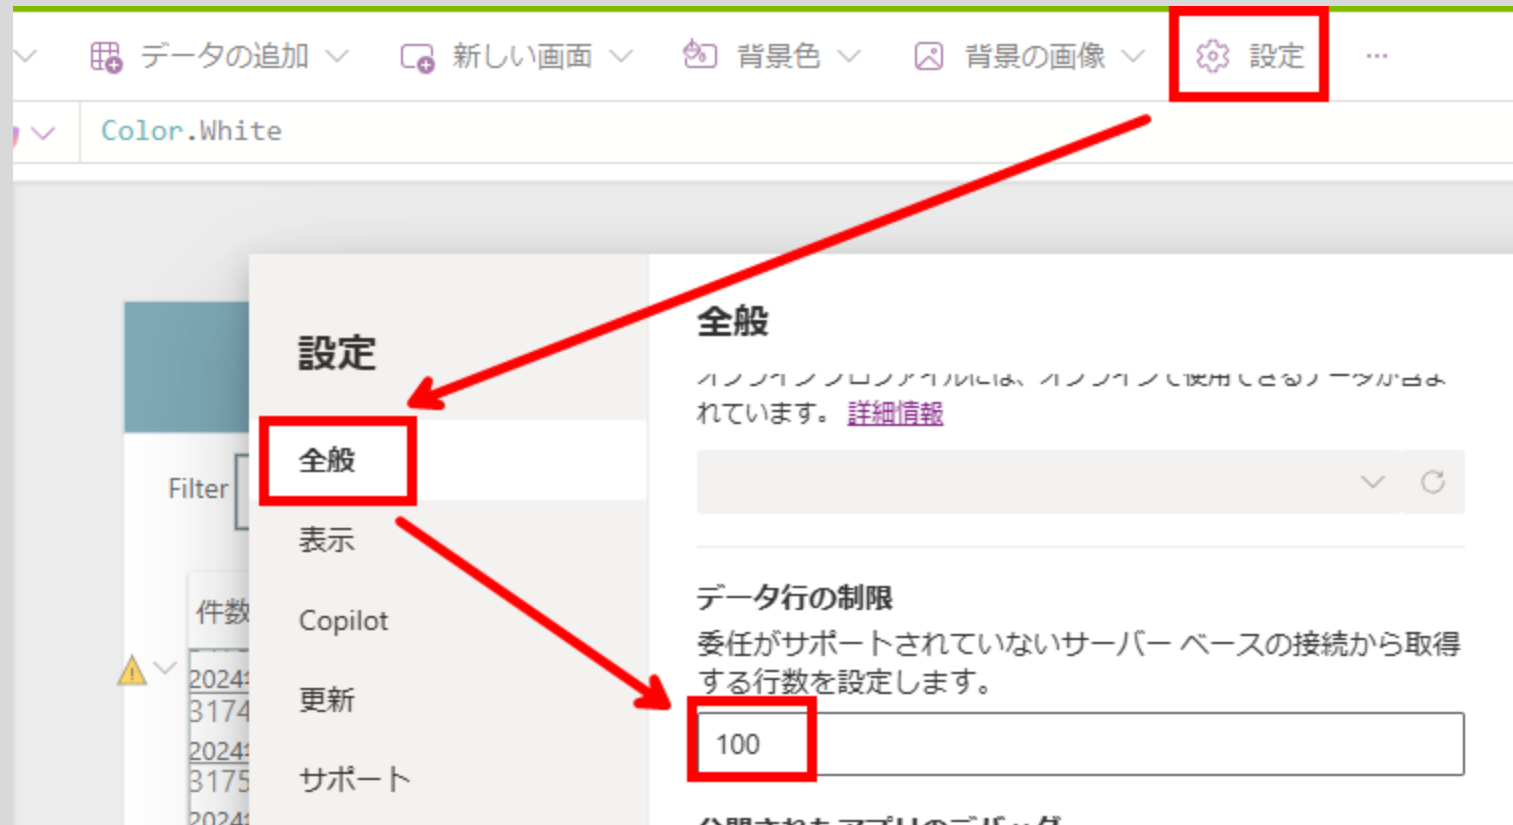 データの追加 新しい画面 背景色 背景の画像 設定 ...
Color.White
設定
全般
表示
Copilot
更新
サポート
全般
れています。 詳細情報
データ行の制限
委任がサポートされていないサーバー ベースの接続から取得
する行数を設定します。
100
Filter
件数
2024
3174
2024
3175
2024